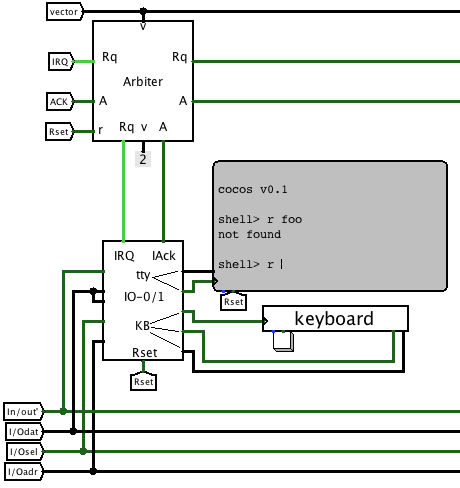 vector
v
IRQ
Rq
Rq
Arbiter
ACK
A
A
Rset
r
Rq v A
2
cocos v0.1
shell> r foo
not found
shell> r
IRQ IAck
tty
IO-0/1
KB
Rset
Rset
keyboard
Rset
In/out'
I/Odat
I/Osel
I/Oadr